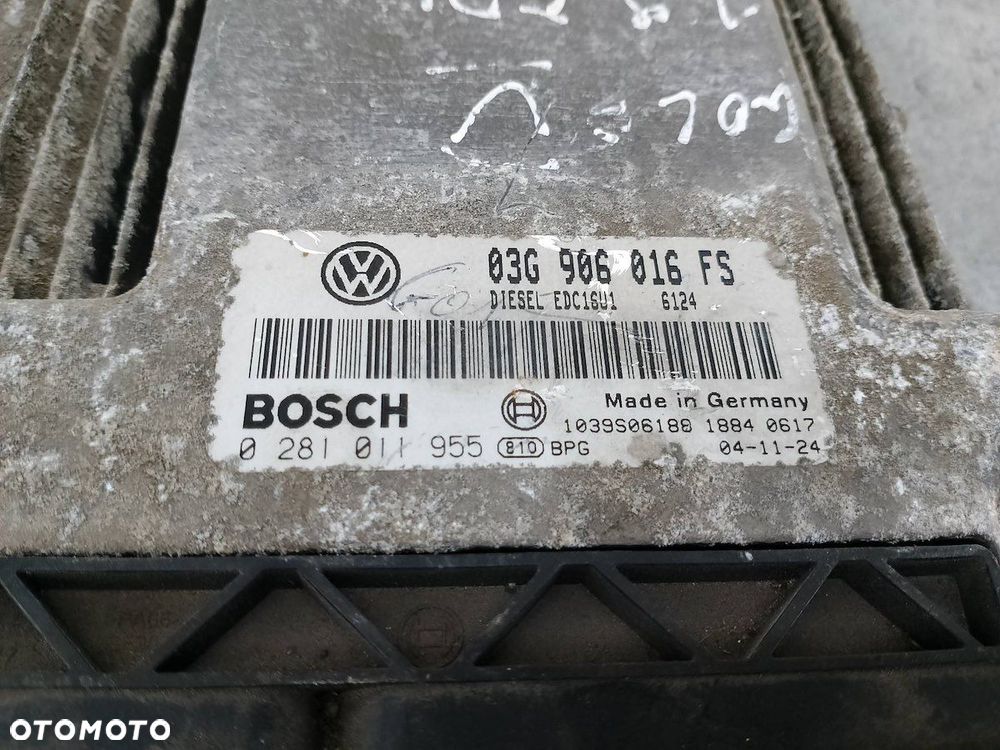 GOLF V
03G 906 016 FS
DIESEL EDC16U1 6124
BOSCH
Made in Germany
1039S06188 1884 0617
0 281 011 955 810 BPG
04-11-24
OTOMOTO